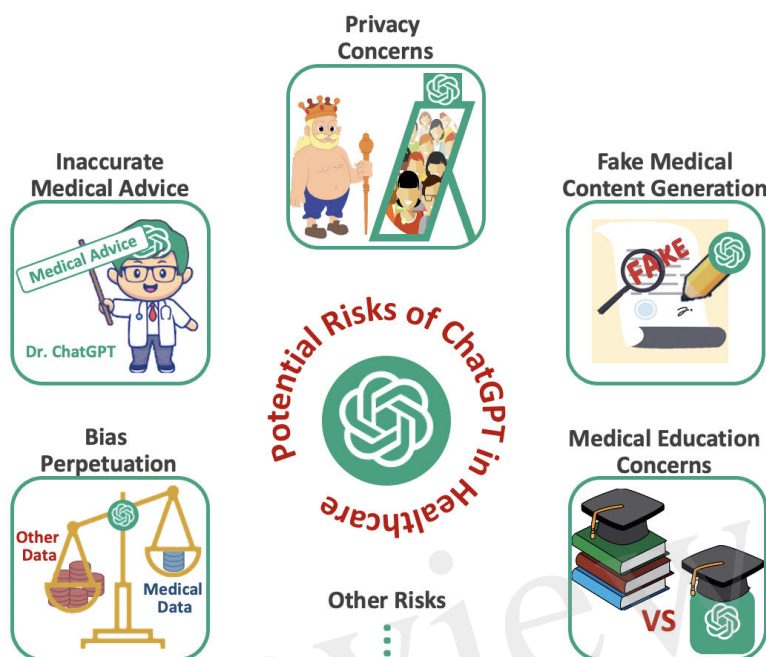 Privacy
Concerns
Inaccurate
Medical Advice
Fake Medical
Content Generation
Medical Advice
FAKE
Dr. ChatGPT
Potential Risks of ChatGPT in Healthcare
Bias
Perpetuation
Medical Education
Concerns
Other
Data
Medical
Data
Other Risks
VS